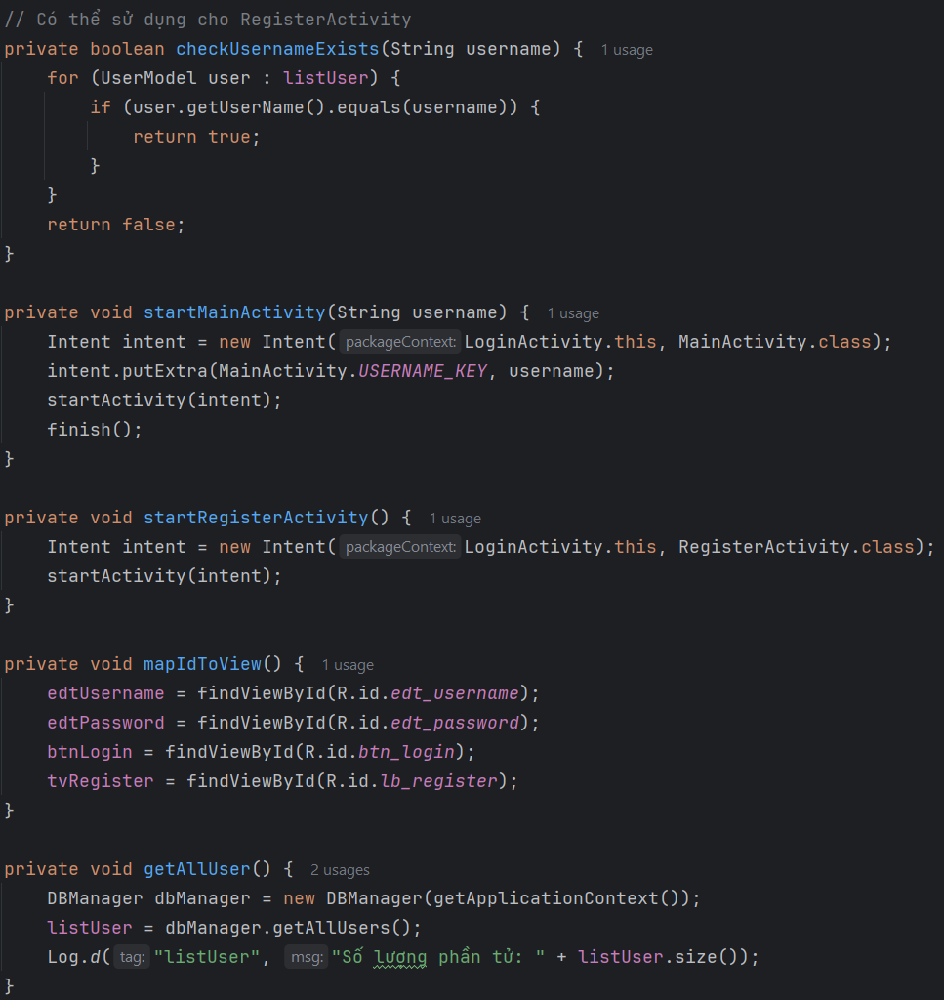 // Có thể sử dụng cho RegisterActivity
private boolean checkUsernameExists(String username) {  1 usage
    for (UserModel user : listUser) {
        if (user.getUserName().equals(username)) {
            return true;
        }
    }
    return false;
}

private void startMainActivity(String username) {  1 usage
    Intent intent = new Intent( packageContext: LoginActivity.this, MainActivity.class);
    intent.putExtra(MainActivity.USERNAME_KEY, username);
    startActivity(intent);
    finish();
}

private void startRegisterActivity() {  1 usage
    Intent intent = new Intent( packageContext: LoginActivity.this, RegisterActivity.class);
    startActivity(intent);
}

private void mapIdToView() {  1 usage
    edtUsername = findViewById(R.id.edt_username);
    edtPassword = findViewById(R.id.edt_password);
    btnLogin = findViewById(R.id.btn_login);
    tvRegister = findViewById(R.id.lb_register);
}

private void getAllUser() {  2 usages
    DBManager dbManager = new DBManager(getApplicationContext());
    listUser = dbManager.getAllUsers();
    Log.d( tag: "listUser",  msg: "Số lượng phần tử: " + listUser.size());
}